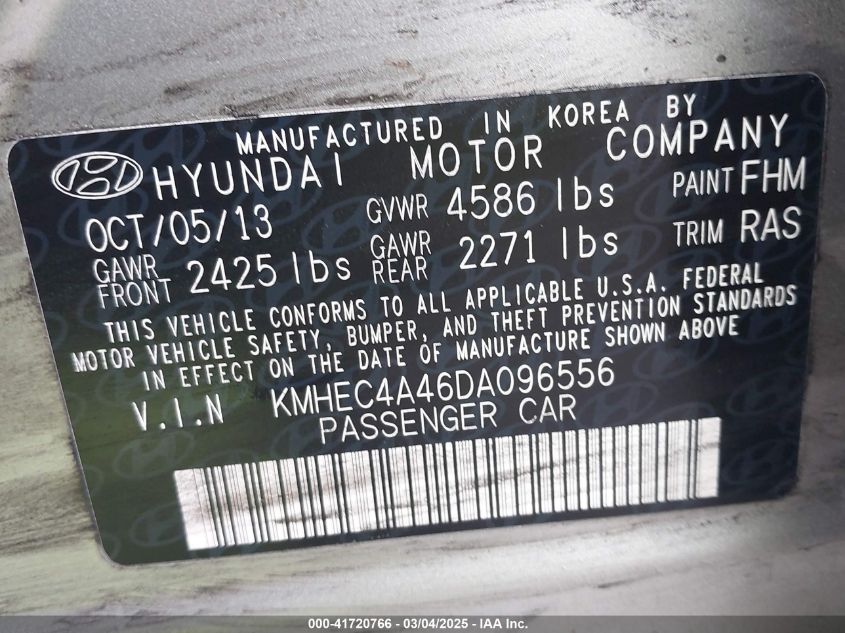 MANUFACTURED IN KOREA BY
HYUNDAI MOTOR COMPANY
OCT/05/13 GVWR 4586 lbs PAINT FHM
GAWR FRONT 2425 lbs GAWR REAR 2271 lbs TRIM RAS
THIS VEHICLE CONFORMS TO ALL APPLICABLE U.S.A. FEDERAL
MOTOR VEHICLE SAFETY, BUMPER, AND THEFT PREVENTION STANDARDS
IN EFFECT ON THE DATE OF MANUFACTURE SHOWN ABOVE
V.I.N KMHEC4A46DA096556
PASSENGER CAR
000-41720766 - 03/04/2025 - IAA Inc.